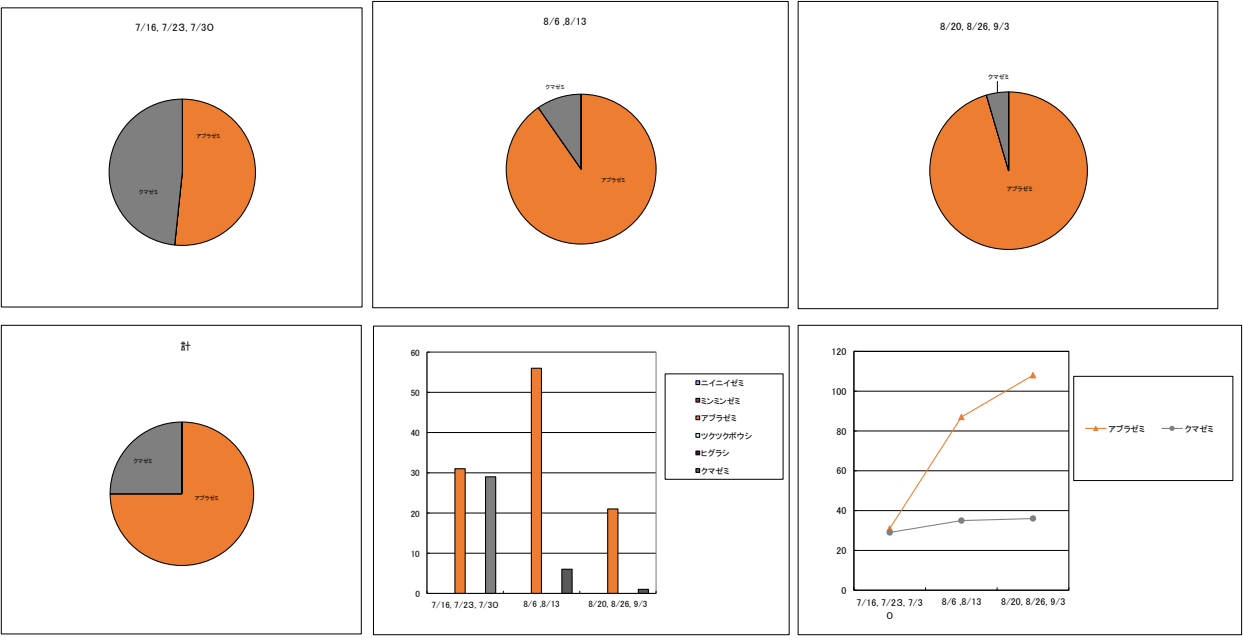 7/16, 7/23, 7/30
アブラゼミ
クマゼミ
8/6 ,8/13
クマゼミ
アブラゼミ
8/20, 8/26, 9/3
クマゼミ
アブラゼミ
計
クマゼミ
アブラゼミ
60
50
40
30
20
10
0
7/16, 7/23, 7/30
8/6 ,8/13
8/20, 8/26, 9/3
ニイニイゼミ
ミンミンゼミ
アブラゼミ
ツクツクボウシ
ヒグラシ
クマゼミ
120
100
80
60
40
20
0
7/16, 7/23, 7/3
0
8/6 ,8/13
8/20, 8/26, 9/3
アブラゼミ
クマゼミ